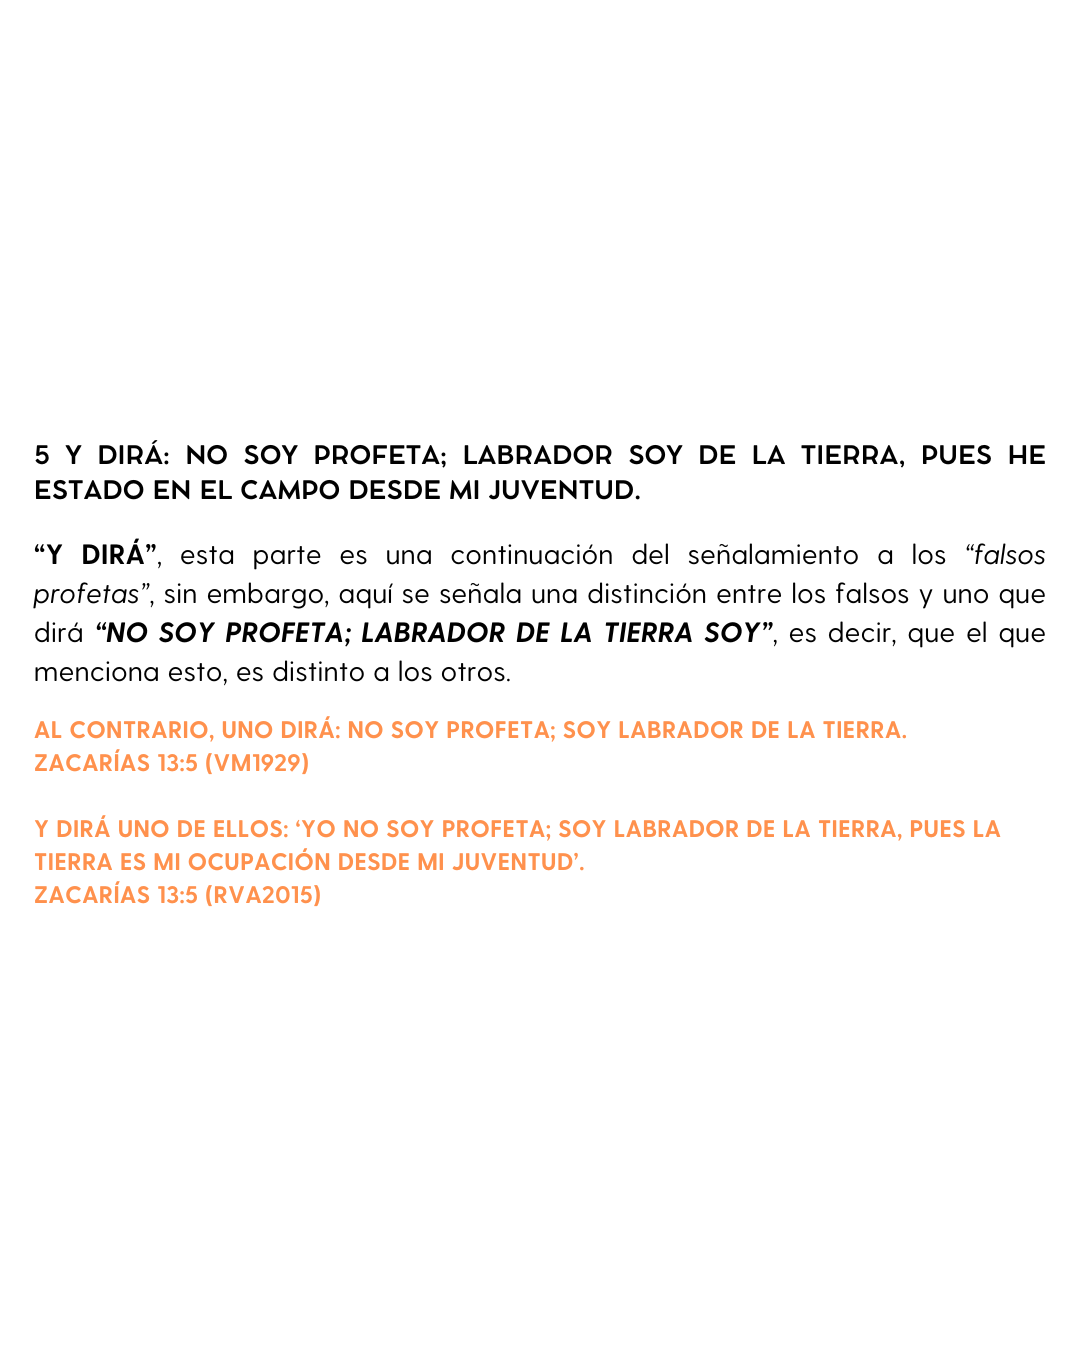 5 Y DIRÁ: NO SOY PROFETA; LABRADOR SOY DE LA TIERRA, PUES HE
ESTADO EN EL CAMPO DESDE MI JUVENTUD.
“Y DIRÁ”, esta parte es una continuación del señalamiento a los “falsos
profetas”, sin embargo, aquí se señala una distinción entre los falsos y uno que
dirá “NO SOY PROFETA; LABRADOR DE LA TIERRA SOY”, es decir, que el que
menciona esto, es distinto a los otros.
AL CONTRARIO, UNO DIRÁ: NO SOY PROFETA; SOY LABRADOR DE LA TIERRA.
ZACARÍAS 13:5 (VM1929)
Y DIRÁ UNO DE ELLOS: ‘YO NO SOY PROFETA; SOY LABRADOR DE LA TIERRA, PUES LA
TIERRA ES MI OCUPACIÓN DESDE MI JUVENTUD’.
ZACARÍAS 13:5 (RVA2015)